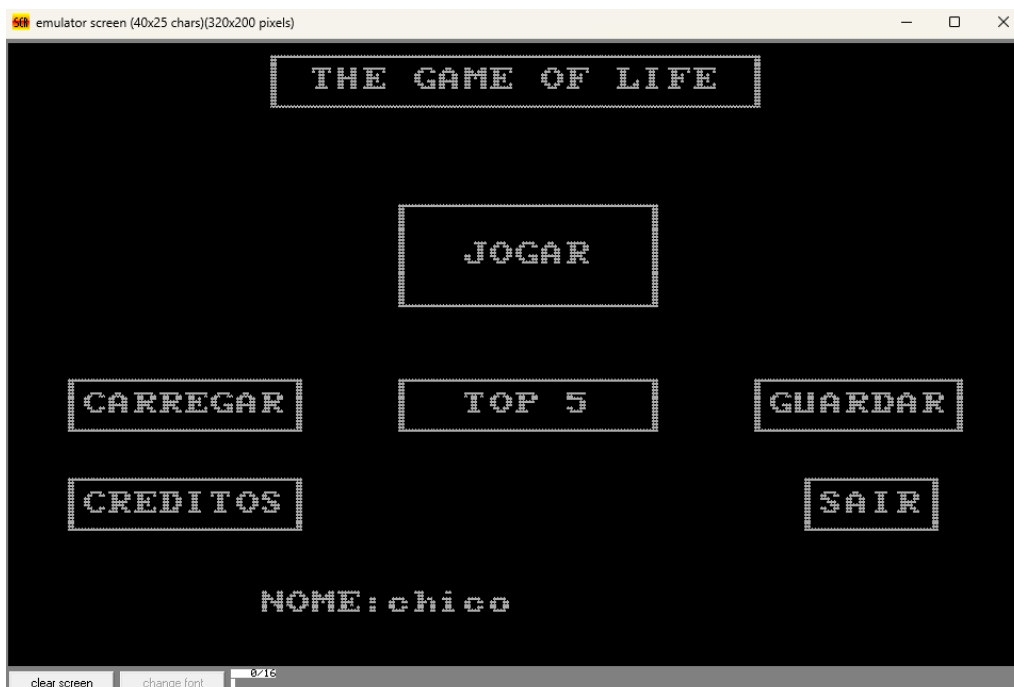 SCR emulator screen (40x25 chars)(320x200 pixels)
THE GAME OF LIFE
JOGAR
CARREGAR TOP 5 GUARDAR
CREDITOS SAIR
NOME:chico
clear screen change font 0/16